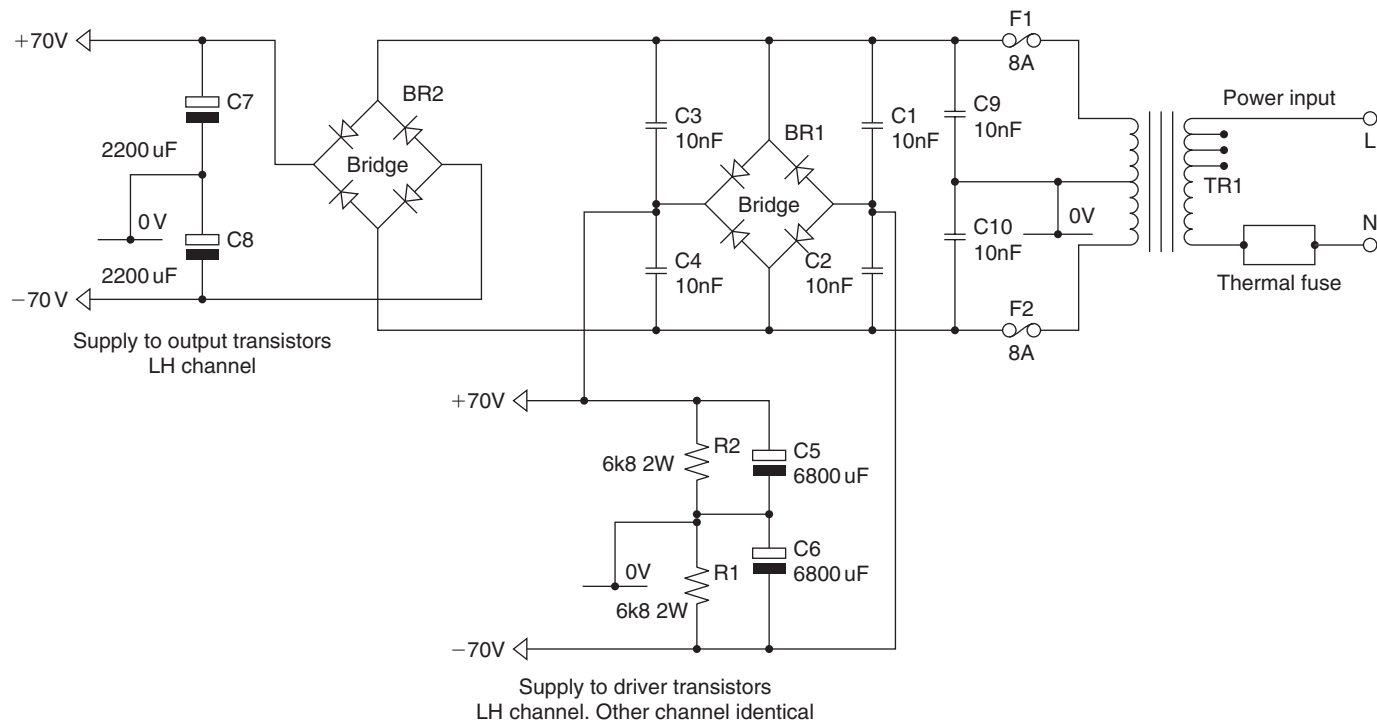 F1
8A
+70V
C7
2200 uF
0 V
C8
2200 uF
−70 V
Supply to output transistors
LH channel
BR2
Bridge
C3
10nF
C4
10nF
BR1
Bridge
C1
10nF
C2
10nF
C9
10nF
C10
10nF
0V
F2
8A
Power input
L
TR1
N
Thermal fuse
+70V
R2
6k8 2W
C5
6800 uF
0V
R1
6k8 2W
C6
6800 uF
−70V
Supply to driver transistors
LH channel. Other channel identical